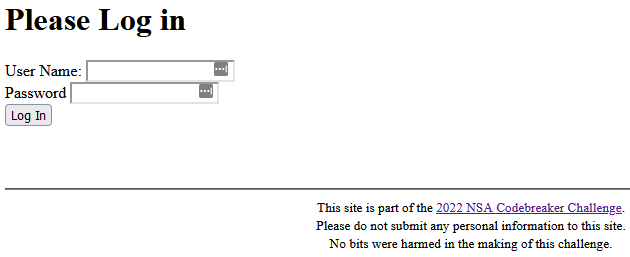 Please Log in
User Name:
Password
Log In
This site is part of the 2022 NSA Codebreaker Challenge.
Please do not submit any personal information to this site.
No bits were harmed in the making of this challenge.